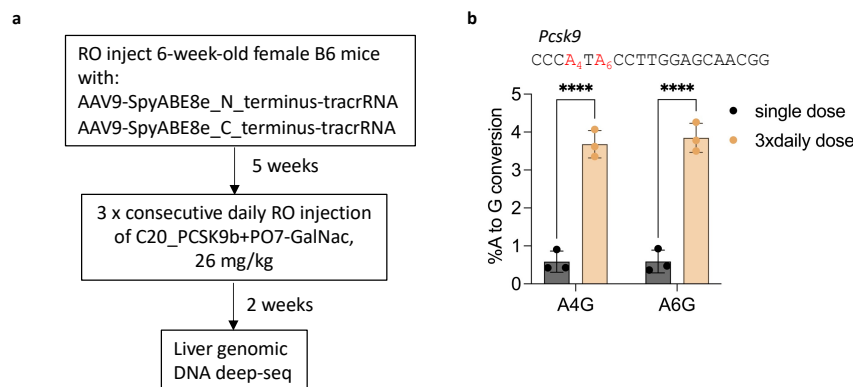 a
RO inject 6-week-old female B6 mice
with:
AAV9-SpyABE8e_N_terminus-tracrRNA
AAV9-SpyABE8e_C_terminus-tracrRNA
5 weeks
3 x consecutive daily RO injection
of C20_PCSK9b+PO7-GalNac,
26 mg/kg
2 weeks
Liver genomic
DNA deep-seq
b
Pcsk9
CCCA4TA6CCTTGGAGCAACGG
**** ****
single dose
3xdaily dose
%A to G conversion
5
4
3
2
1
0
A4G A6G